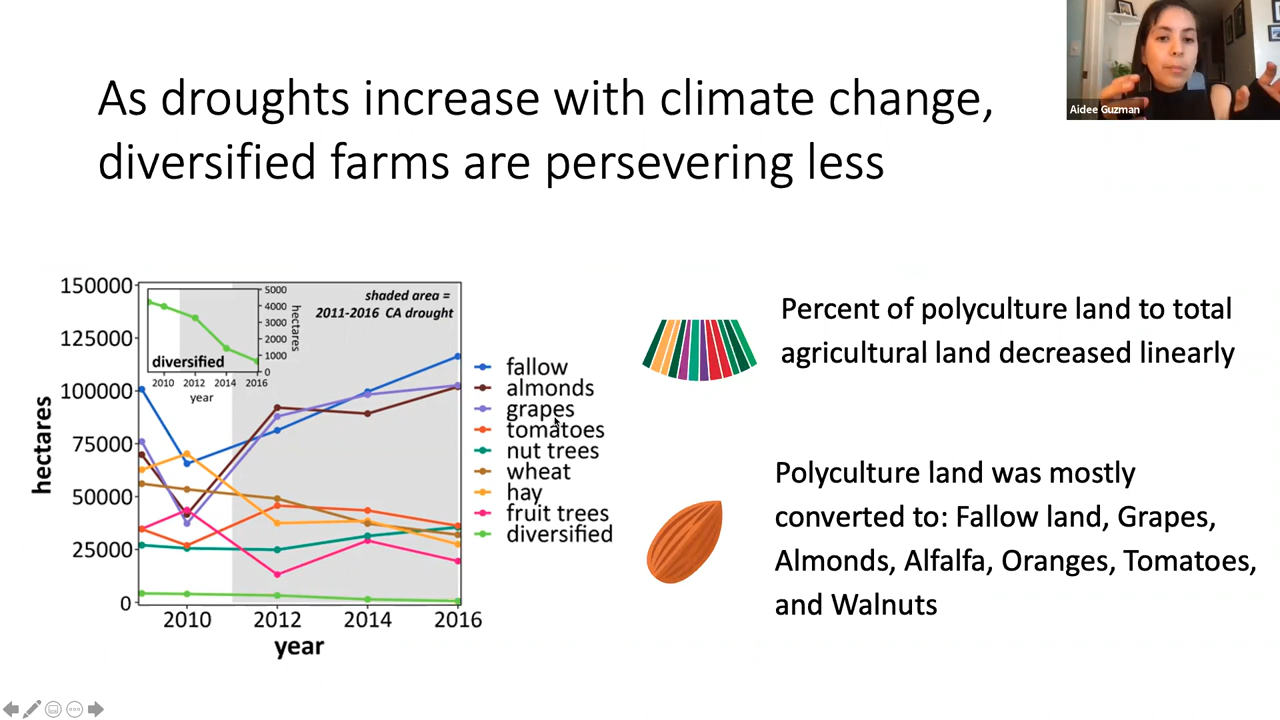 As droughts increase with climate change,
diversified farms are persevering less
Aidee Guzman
150000
125000
100000
75000
50000
25000
0
hectares
2010
2012
2014
2016
year
shaded area =
2011-2016 CA drought
diversified
5000
4000
3000
2000
1000
0
hectares
2010
2012
2014
2016
year
fallow
almonds
grapes
tomatoes
nut trees
wheat
hay
fruit trees
diversified
Percent of polyculture land to total
agricultural land decreased linearly
Polyculture land was mostly
converted to: Fallow land, Grapes,
Almonds, Alfalfa, Oranges, Tomatoes,
and Walnuts